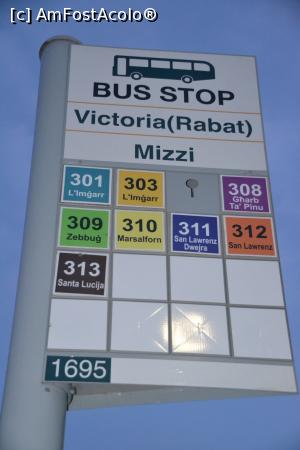 [c] AmFostAcolo®
BUS STOP
Victoria(Rabat)
Mizzi
301
L'Imġarr
303
L'Imġarr
308
Għarb
Ta' Pinu
309
Żebbuġ
310
Marsalforn
311
San Lawrenz
Dwejra
312
San Lawrenz
313
Santa Luċija
1695